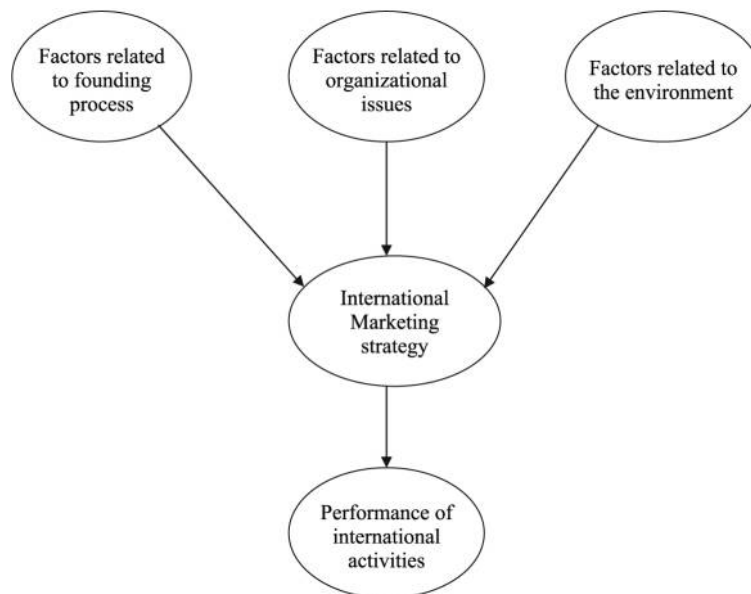 Factors related
to founding
process
Factors related to
organizational
issues
Factors related to
the environment
International
Marketing
strategy
Performance of
international
activities